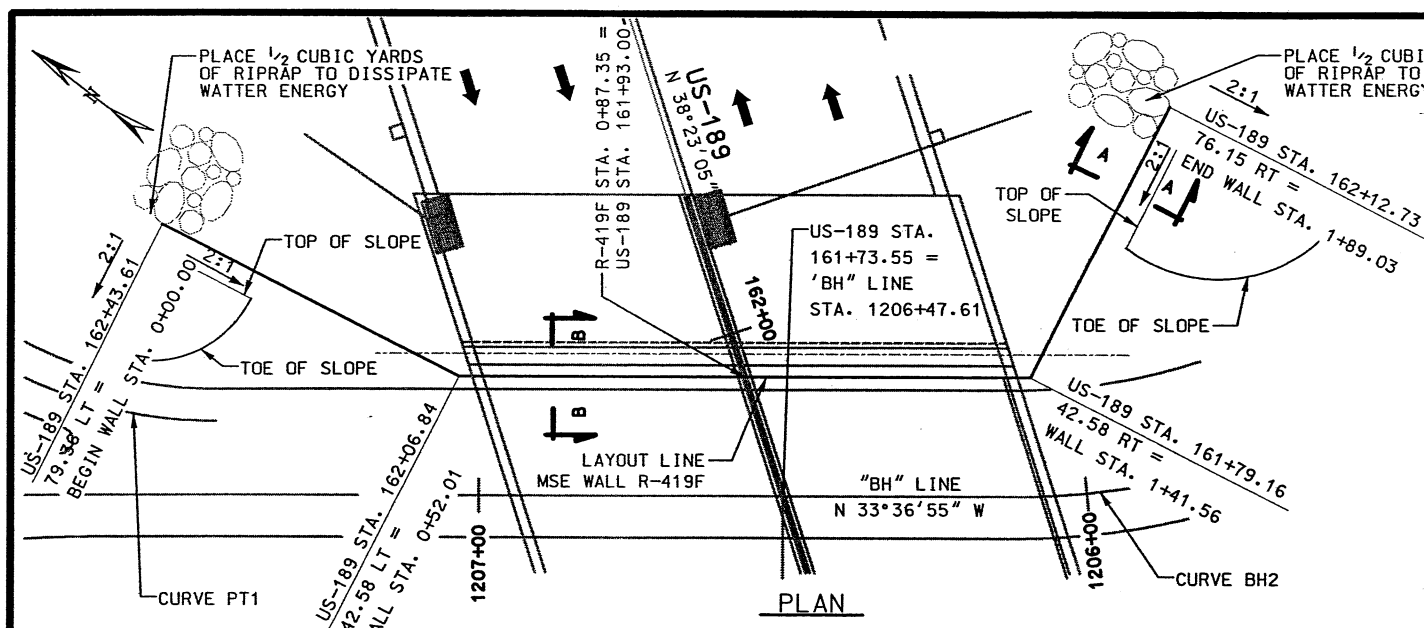 PLACE 1/2 CUBIC YARDS
OF RIPRAP TO DISSIPATE
WATTER ENERGY
N
R-419F STA. 0+87.35 =
US-189 STA. 161+93.00
US-189
N 38°23'05"
PLACE 1/2 CUBI
OF RIPRAP TO
WATTER ENERGY
2:1
US-189 STA. 162+12.73
76.15 RT =
END WALL STA. 1+89.03
A
2:1
A
TOP OF
SLOPE
TOE OF SLOPE
2:1
TOP OF SLOPE
2:1
TOE OF SLOPE
US-189 STA. 162+43.61
79.38 LT =
BEGIN WALL STA. 0+00.00
US-189 STA.
161+73.55 =
'BH" LINE
STA. 1206+47.61
162+00
B
B
LAYOUT LINE
MSE WALL R-419F
"BH" LINE
N 33°36'55" W
US-189 STA. 161+79.16
42.58 RT =
WALL STA. 1+41.56
US-189 STA. 162+06.84
42.58 LT =
ALL STA. 0+52.01
1207+00
1206+00
CURVE PT1
CURVE BH2
PLAN